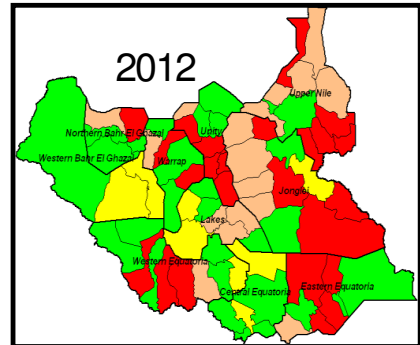 2012
Upper Nile
Northern Bahr El Ghazal
Unity
Western Bahr El Ghazal
Warrap
Jonglei
Lakes
Western Equatoria
Central Equatoria
Eastern Equatoria